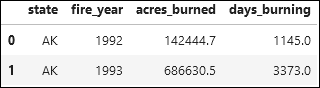 state fire_year acres_burned days_burning
0 AK 1992 142444.7 1145.0
1 AK 1993 686630.5 3373.0